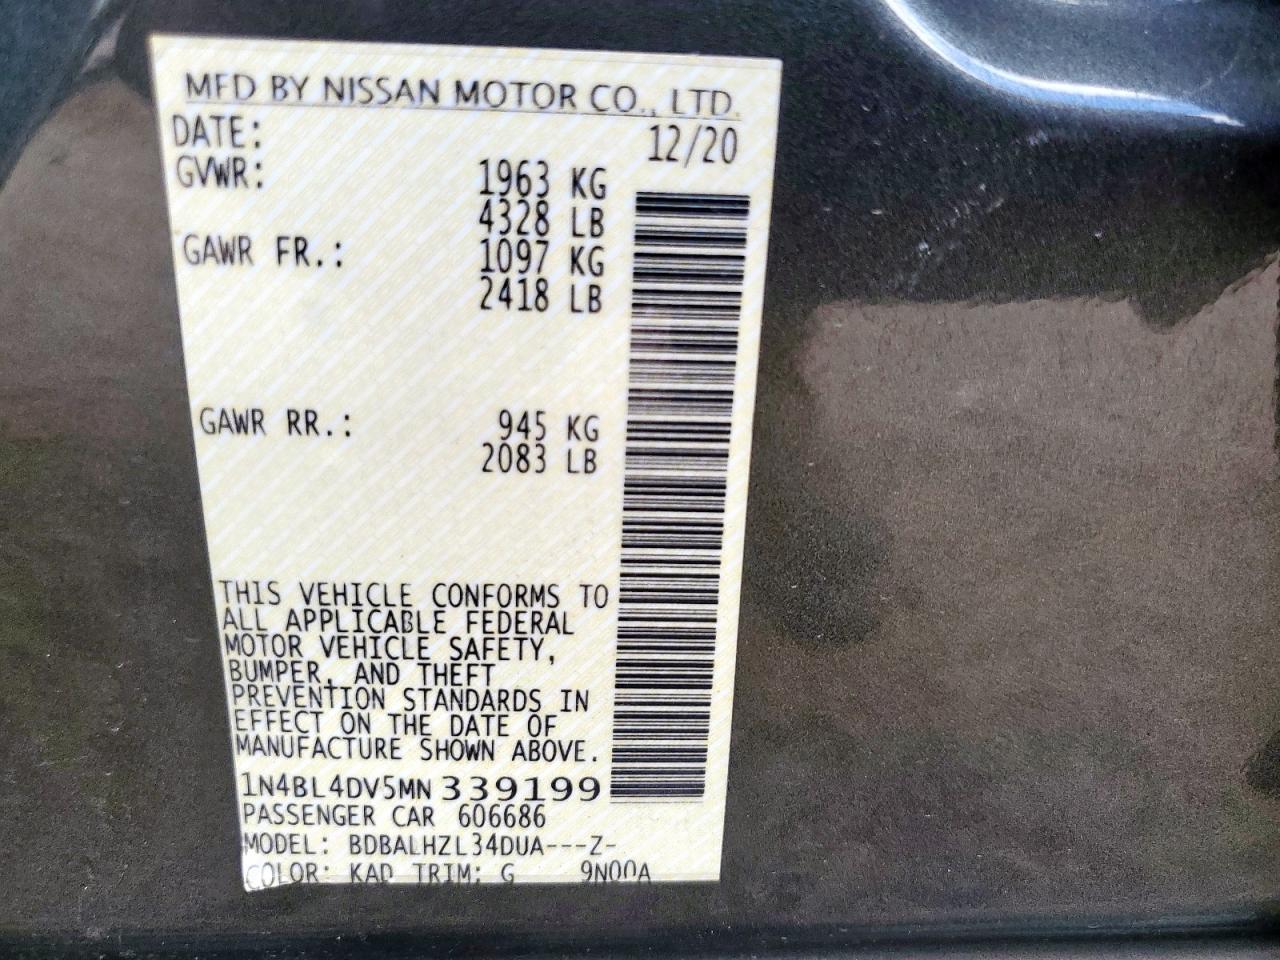 MFD BY NISSAN MOTOR CO., LTD.
DATE: 12/20
GVWR: 1963 KG
4328 LB
GAWR FR.: 1097 KG
2418 LB
GAWR RR.: 945 KG
2083 LB
THIS VEHICLE CONFORMS TO
ALL APPLICABLE FEDERAL
MOTOR VEHICLE SAFETY,
BUMPER, AND THEFT
PREVENTION STANDARDS IN
EFFECT ON THE DATE OF
MANUFACTURE SHOWN ABOVE.
1N4BL4DV5MN339199
PASSENGER CAR 606686
MODEL: BDBALHZL34DUA---Z-
COLOR: KAD TRIM: G 9N00A